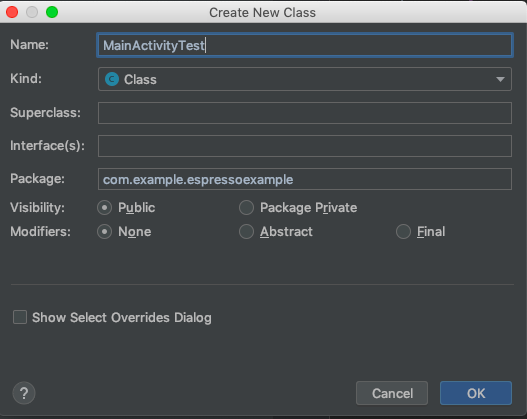 Create New Class
Name: MainActivityTest
Kind: C Class
Superclass:
Interface(s):
Package: com.example.espressoexample
Visibility: Public Package Private
Modifiers: None Abstract Final
Show Select Overrides Dialog
? Cancel OK